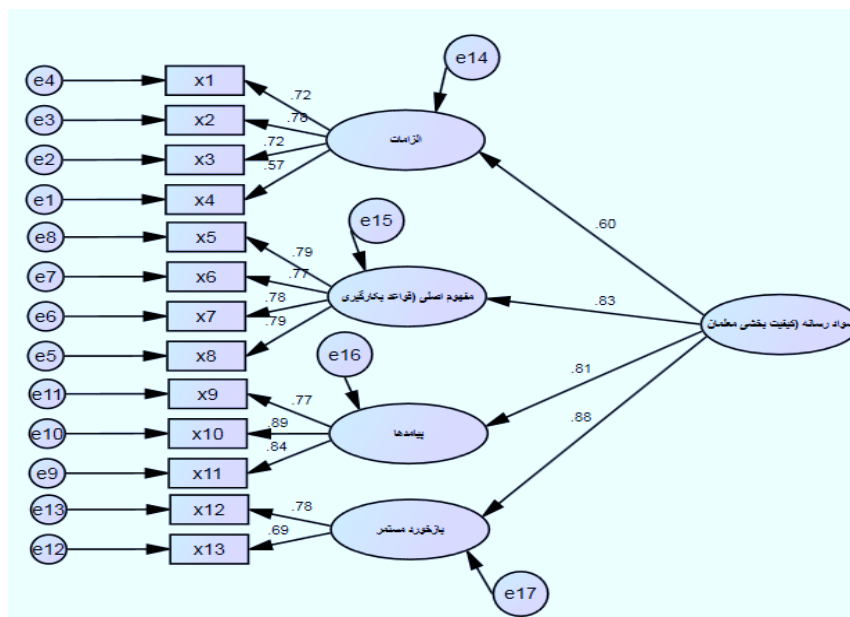 e14
e4
x1
.72
e3
x2
.78
الزامات
e2
x3
.72
e1
x4
.57
e15
.60
e8
x5
.79
e7
x6
.77
مفهوم اصلی (قواعد بکارگیری
.83
e6
x7
.78
e5
x8
.79
سواد رسانه (کیفیت بخشی معلمان
e16
.81
e11
x9
.77
e10
x10
.89
پیامدها
.88
e9
x11
.84
e13
x12
.78
بازخورد مستمر
e12
x13
.69
e17